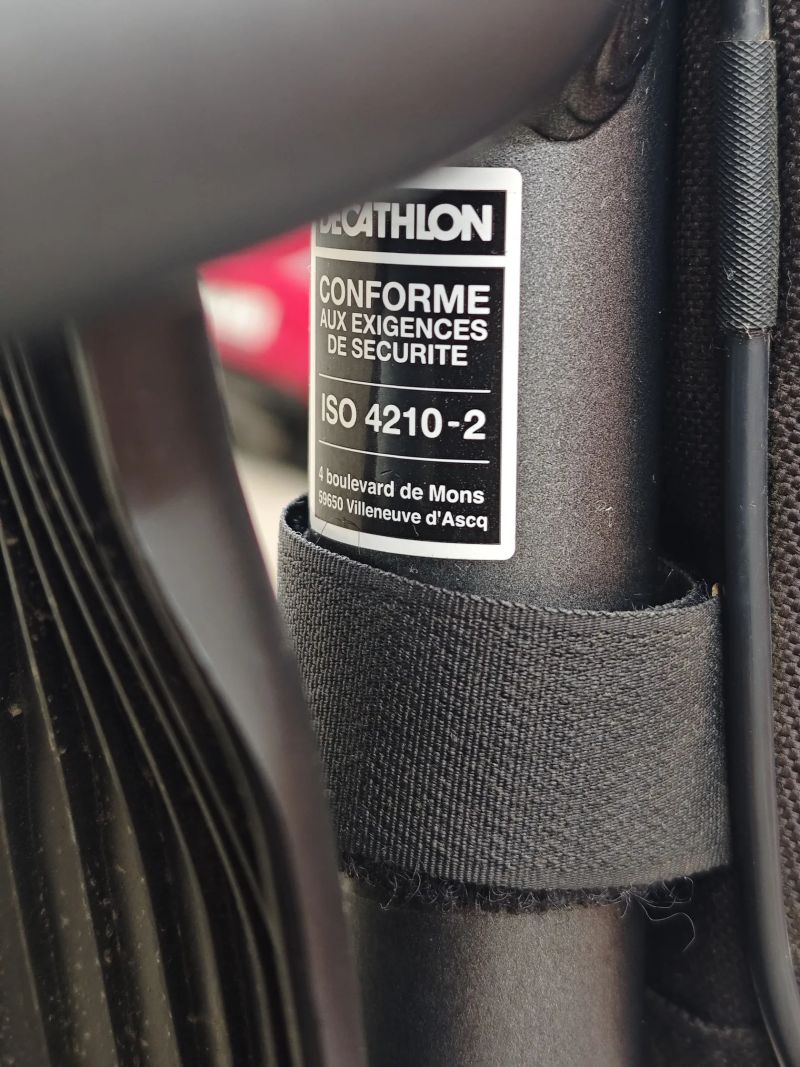 DECATHLON
CONFORME
AUX EXIGENCES
DE SECURITE
ISO 4210-2
4 boulevard de Mons
59650 Villeneuve d'Ascq